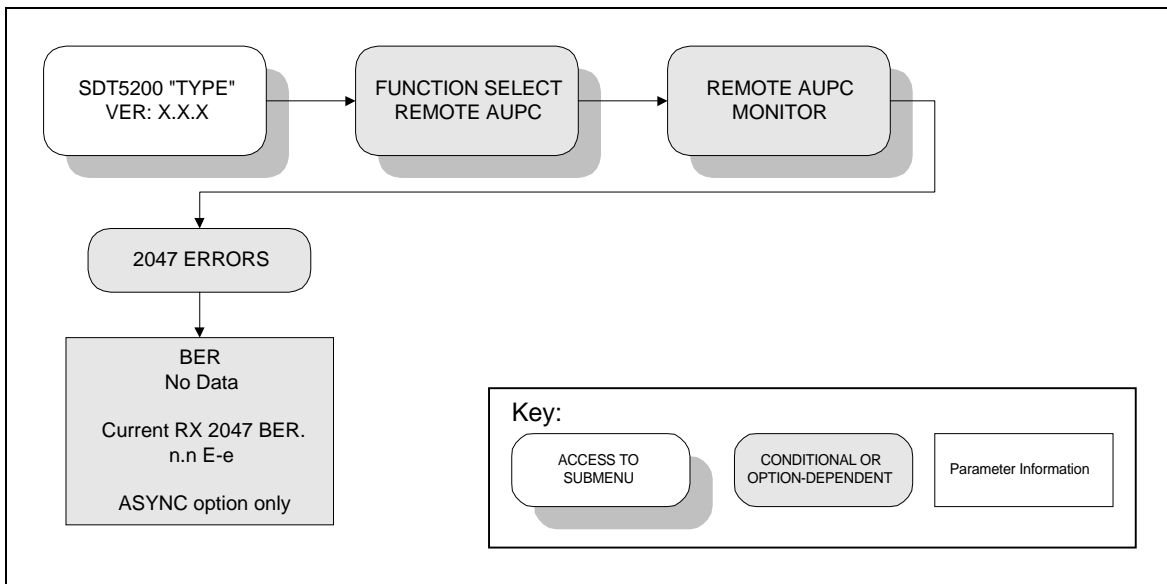 SDT5200 "TYPE"
VER: X.X.X
FUNCTION SELECT
REMOTE AUPC
REMOTE AUPC
MONITOR
2047 ERRORS
BER
No Data
Current RX 2047 BER.
n.n E-e
ASYNC option only
Key:
ACCESS TO
SUBMENU
CONDITIONAL OR
OPTION-DEPENDENT
Parameter Information